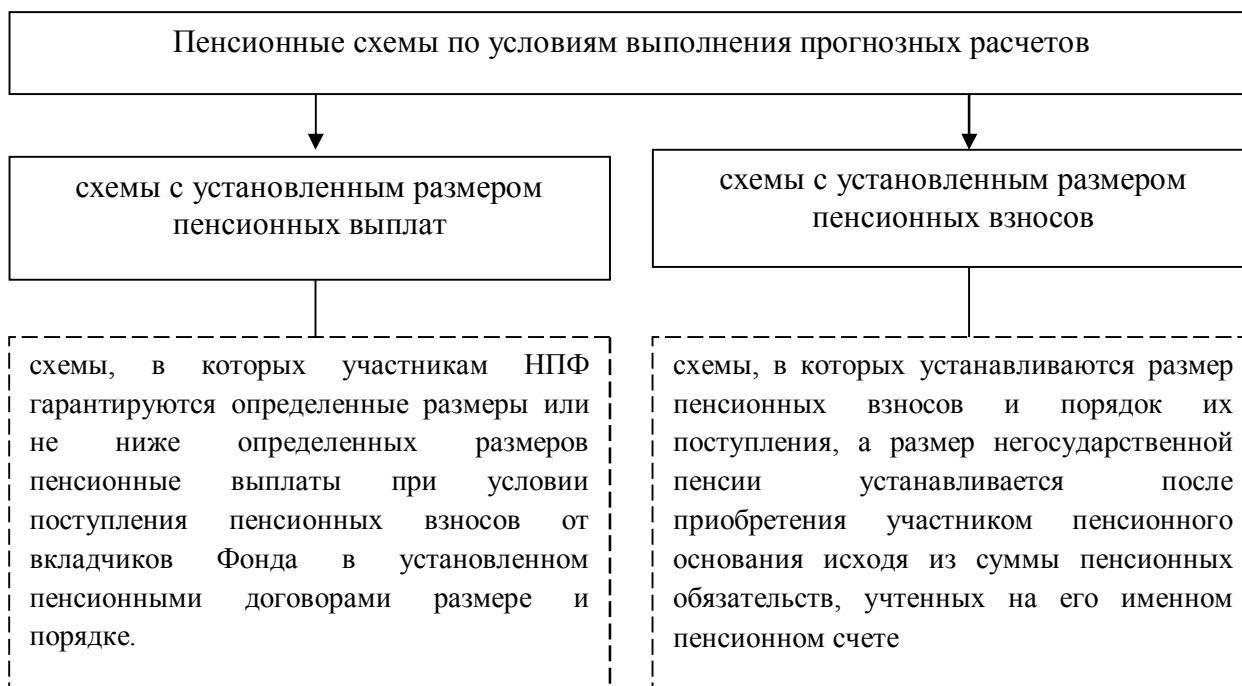 Пенсионные схемы по условиям выполнения прогнозных расчетов
схемы с установленным размером
пенсионных выплат
схемы с установленным размером
пенсионных взносов
схемы, в которых участникам НПФ
гарантируются определенные размеры или
не ниже определенных размеров
пенсионные выплаты при условии
поступления пенсионных взносов от
вкладчиков Фонда в установленном
пенсионными договорами размере и
порядке.
схемы, в которых устанавливаются размер
пенсионных взносов и порядок их
поступления, а размер негосударственной
пенсии устанавливается после
приобретения участником пенсионного
основания исходя из суммы пенсионных
обязательств, учтенных на его именном
пенсионном счете